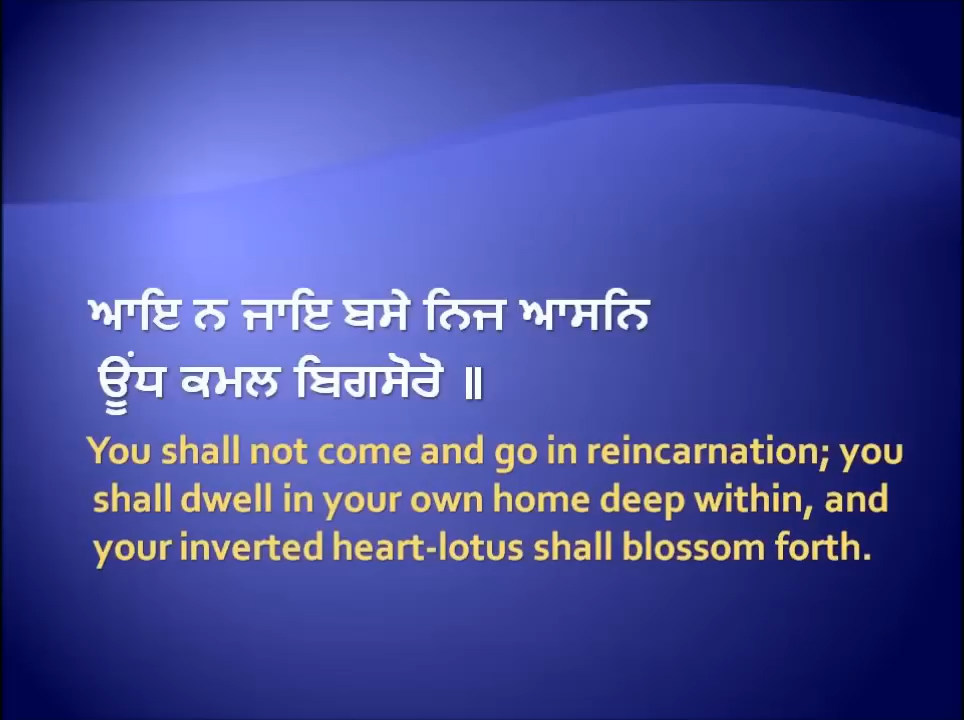 ਆਇ ਨ ਜਾਇ ਬਸੇ ਨਿਜ ਆਸਨਿ
ਊਂਧ ਕਮਲ ਬਿਗਸੋਰੋ ॥
You shall not come and go in reincarnation; you
shall dwell in your own home deep within, and
your inverted heart-lotus shall blossom forth.